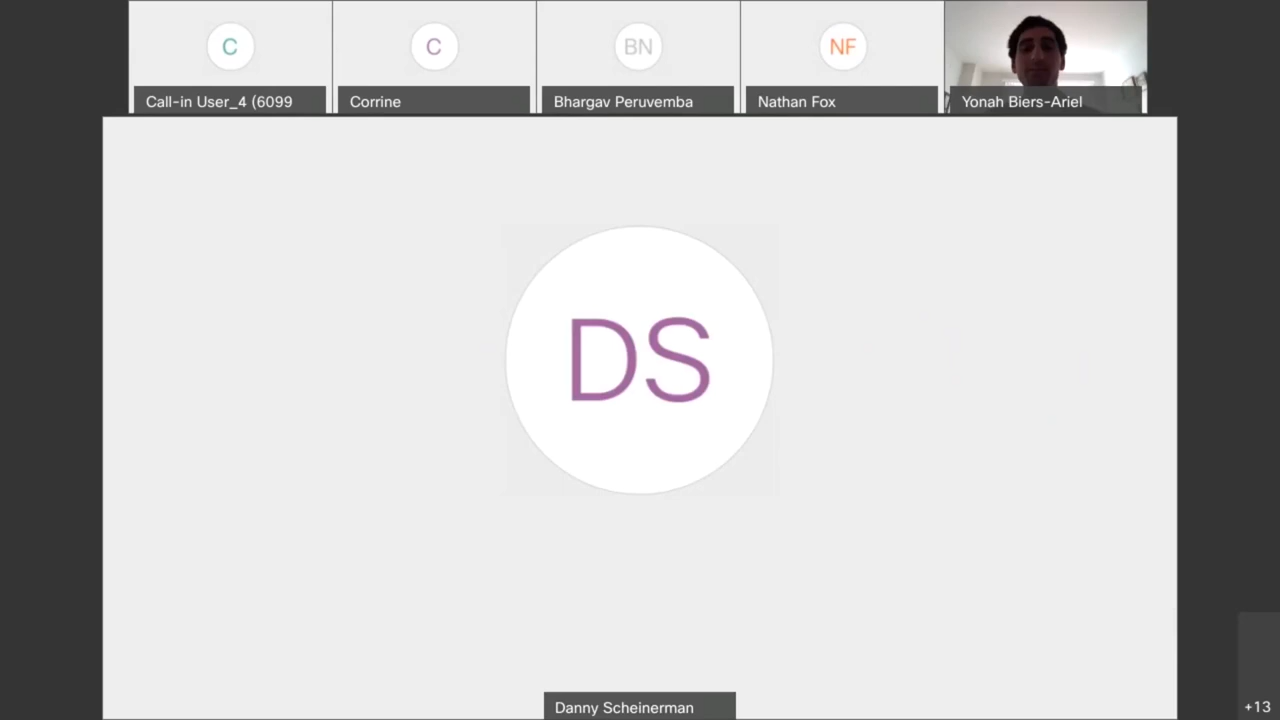 C
C
BN
NF
Call-in User_4 (6099
Corrine
Bhargav Peruvemba
Nathan Fox
Yonah Biers-Ariel
DS
Danny Scheinerman
+13